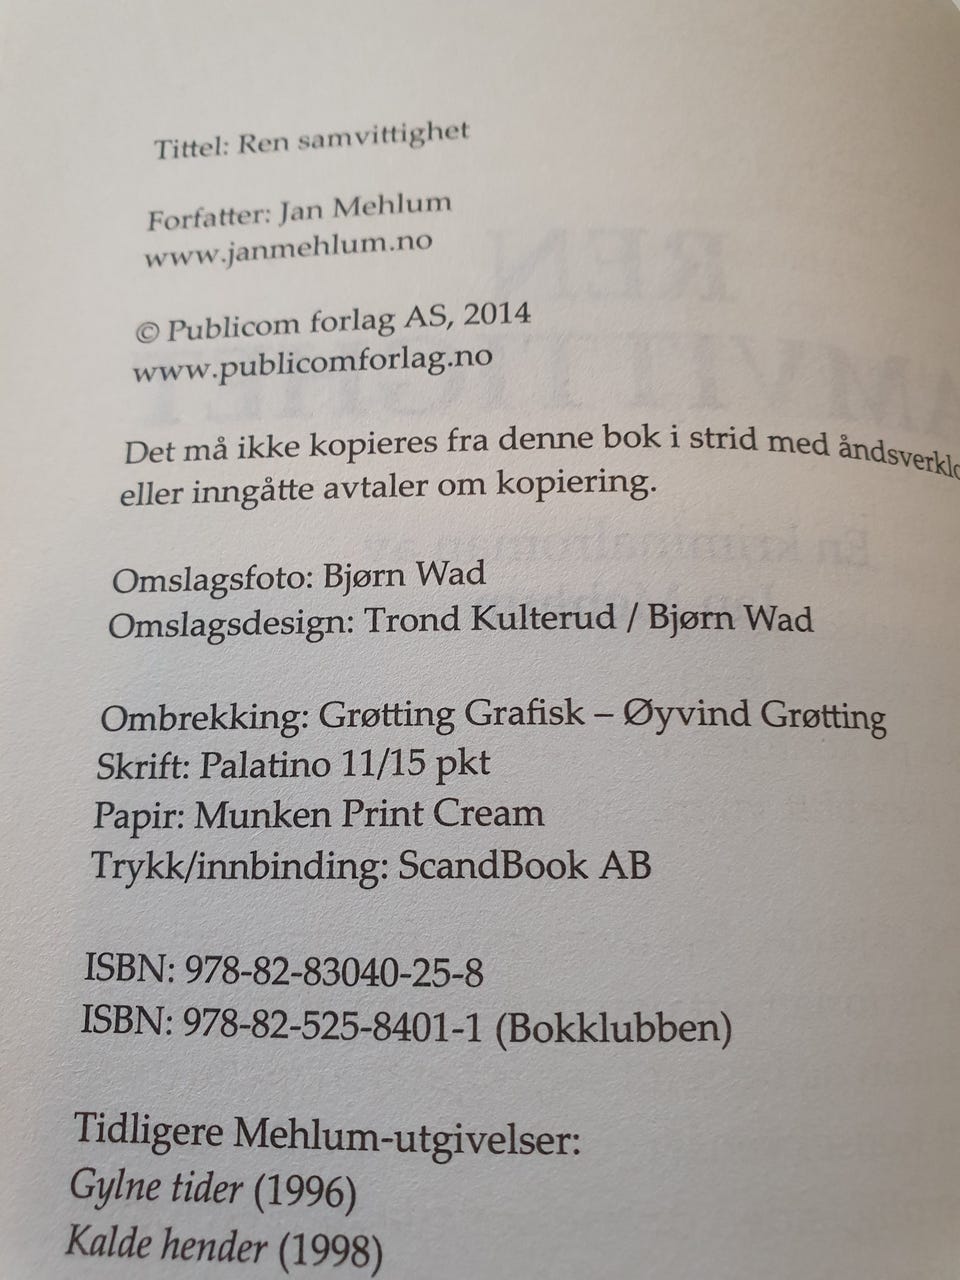 Tittel: Ren samvittighet
Forfatter: Jan Mehlum
www.janmehlum.no
© Publicom forlag AS, 2014
www.publicomforlag.no
Det må ikke kopieres fra denne bok i strid med
eller inngåtte avtaler om kopiering.
Omslagsfoto: Bjørn Wad
Omslagsdesign: Trond Kulterud / Bjørn Wad
Ombrekking: Grøtting Grafisk – Øyvind Grøtting
Skrift: Palatino 11/15 pkt
Papir: Munken Print Cream
Trykk/innbinding: ScandBook AB
ISBN: 978-82-83040-25-8
ISBN: 978-82-525-8401-1 (Bokklubben)
Tidligere Mehlum-utgivelser:
Gylne tider (1996)
Kalde hender (1998)